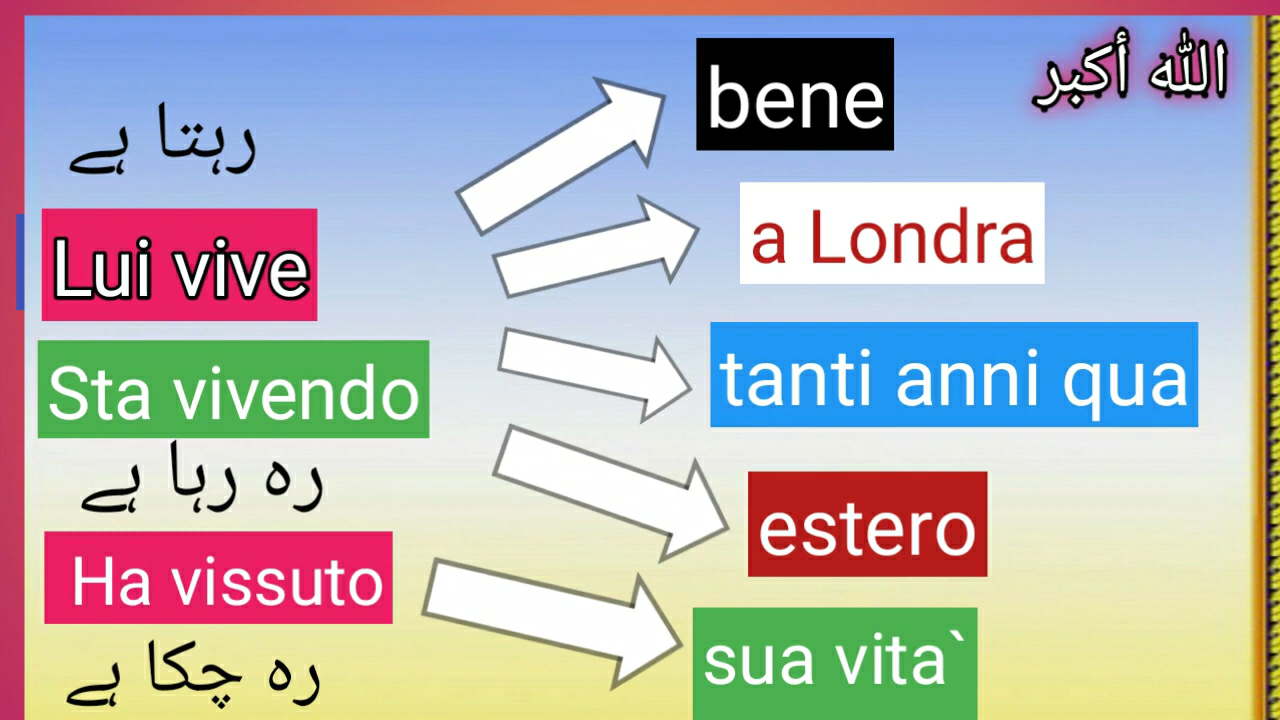 الله أكبر
رہتا ہے
Lui vive
Sta vivendo
رہ رہا ہے
Ha vissuto
رہ چکا ہے
bene
a Londra
tanti anni qua
estero
sua vita`